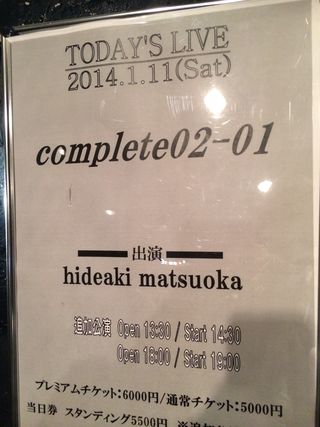 TODAY'S LIVE
2014.1.11(Sat)
complete02-01
出演
hideaki matsuoka
追加公演 Open 13:30 / Start 14:30
Open 18:00 / Start 19:00
プレミアムチケット:6000円/通常チケット:5000円
当日券 スタンディング5500円 ※追加